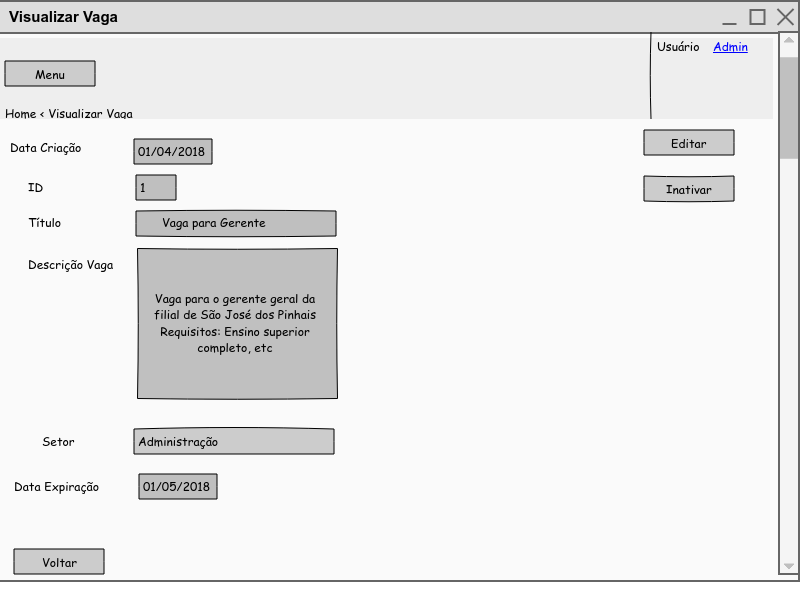 Visualizar Vaga
Usuário Admin
Menu
Home < Visualizar Vaga
Data Criação 01/04/2018 Editar
ID 1 Inativar
Título Vaga para Gerente
Descrição Vaga
Vaga para o gerente geral da
filial de São José dos Pinhais
Requisitos: Ensino superior
completo, etc
Setor Administração
Data Expiração 01/05/2018
Voltar